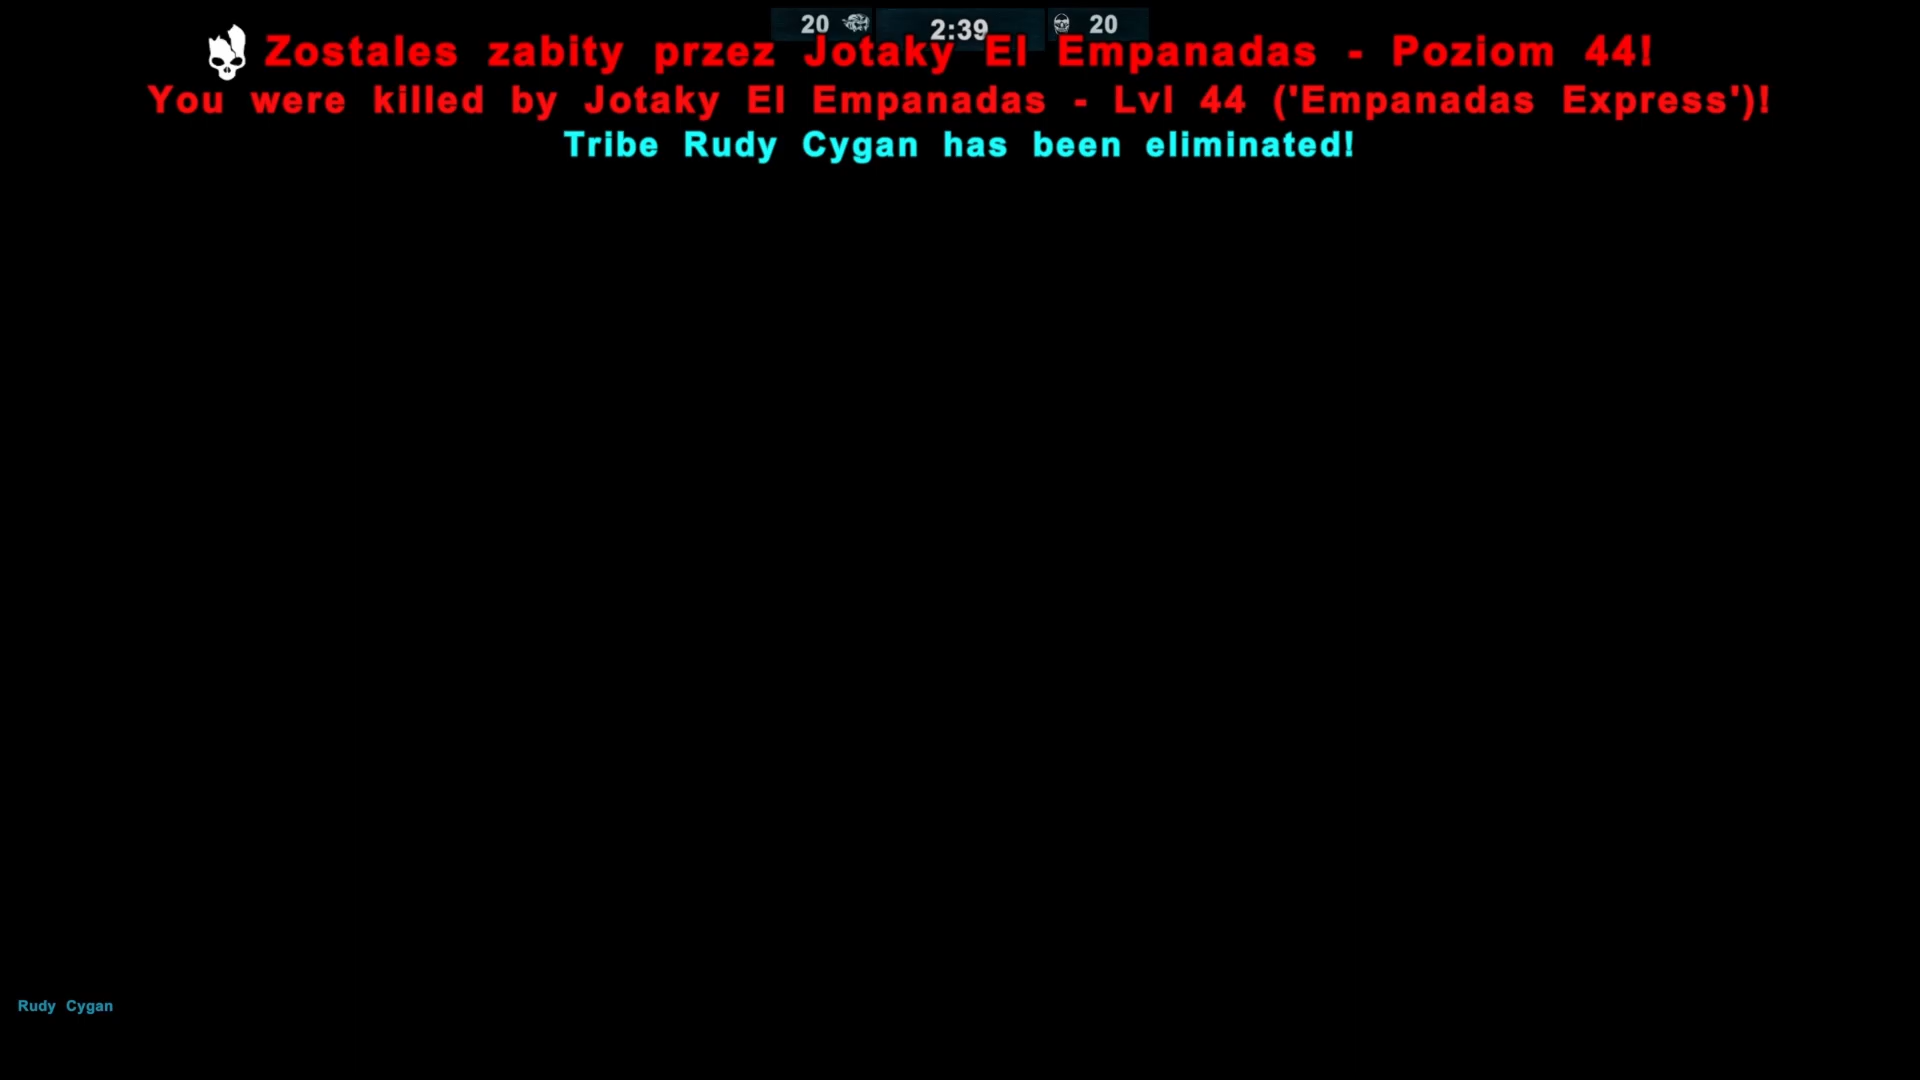 20 2:39 20
Zostales zabity przez Jotaky El Empanadas - Poziom 44!
You were killed by Jotaky El Empanadas - Lvl 44 ('Empanadas Express')!
Tribe Rudy Cygan has been eliminated!
Rudy Cygan